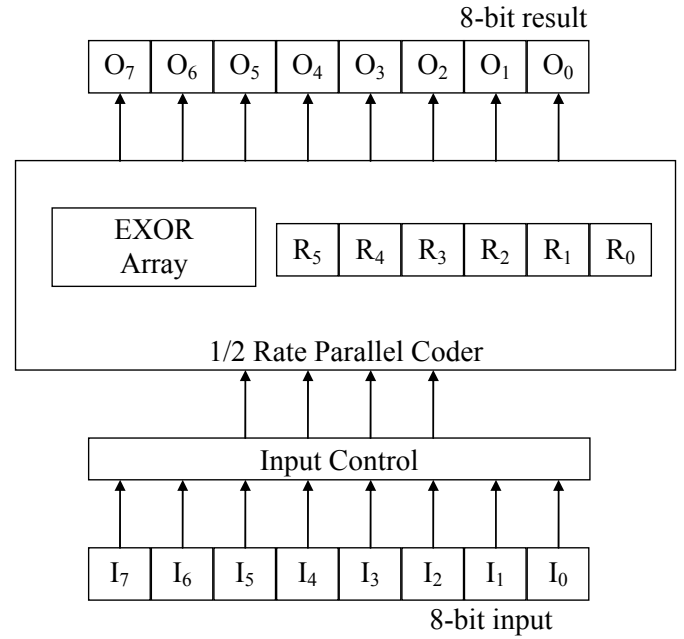 8-bit result
O₇ O₆ O₅ O₄ O₃ O₂ O₁ O₀
EXOR
Array
R₅ R₄ R₃ R₂ R₁ R₀
1/2 Rate Parallel Coder
Input Control
I₇ I₆ I₅ I₄ I₃ I₂ I₁ I₀
8-bit input